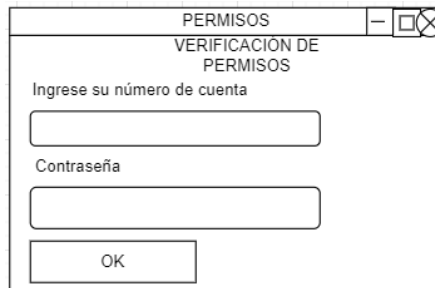 PERMISOS
VERIFICACIÓN DE
PERMISOS
Ingrese su número de cuenta
Contraseña
OK